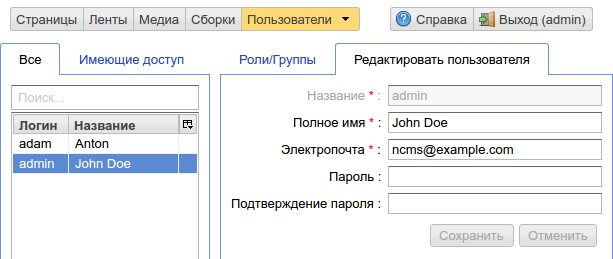 Страницы Ленты Медиа Сборки Пользователи Справка Выход (admin)
Все Имеющие доступ
Поиск...
Логин Название
adam Anton
admin John Doe
Роли/Группы Редактировать пользователя
Название * : admin
Полное имя * : John Doe
Электропочта * : ncms@example.com
Пароль :
Подтверждение пароля :
Сохранить Отменить